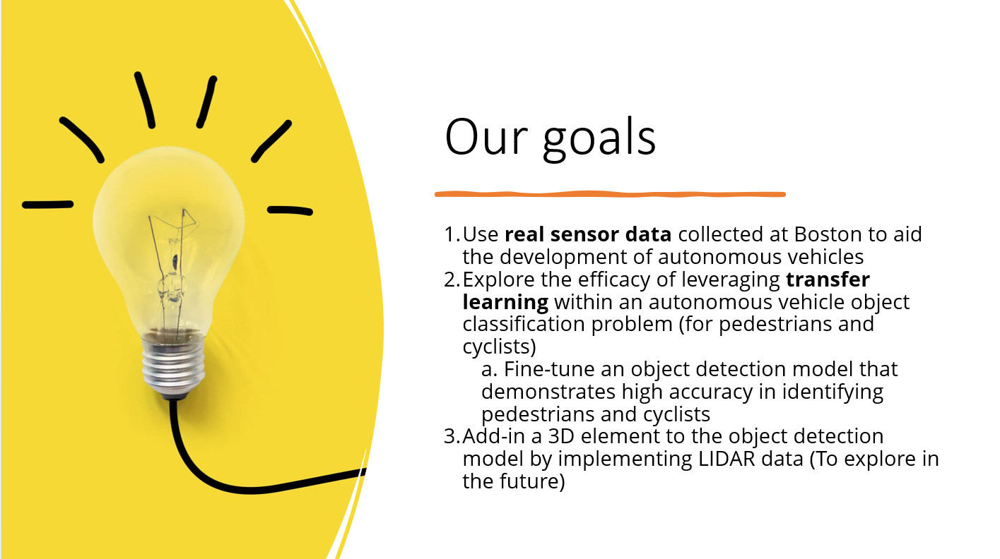 Our goals
1. Use real sensor data collected at Boston to aid
the development of autonomous vehicles
2. Explore the efficacy of leveraging transfer
learning within an autonomous vehicle object
classification problem (for pedestrians and
cyclists)
a. Fine-tune an object detection model that
demonstrates high accuracy in identifying
pedestrians and cyclists
3. Add-in a 3D element to the object detection
model by implementing LIDAR data (To explore in
the future)